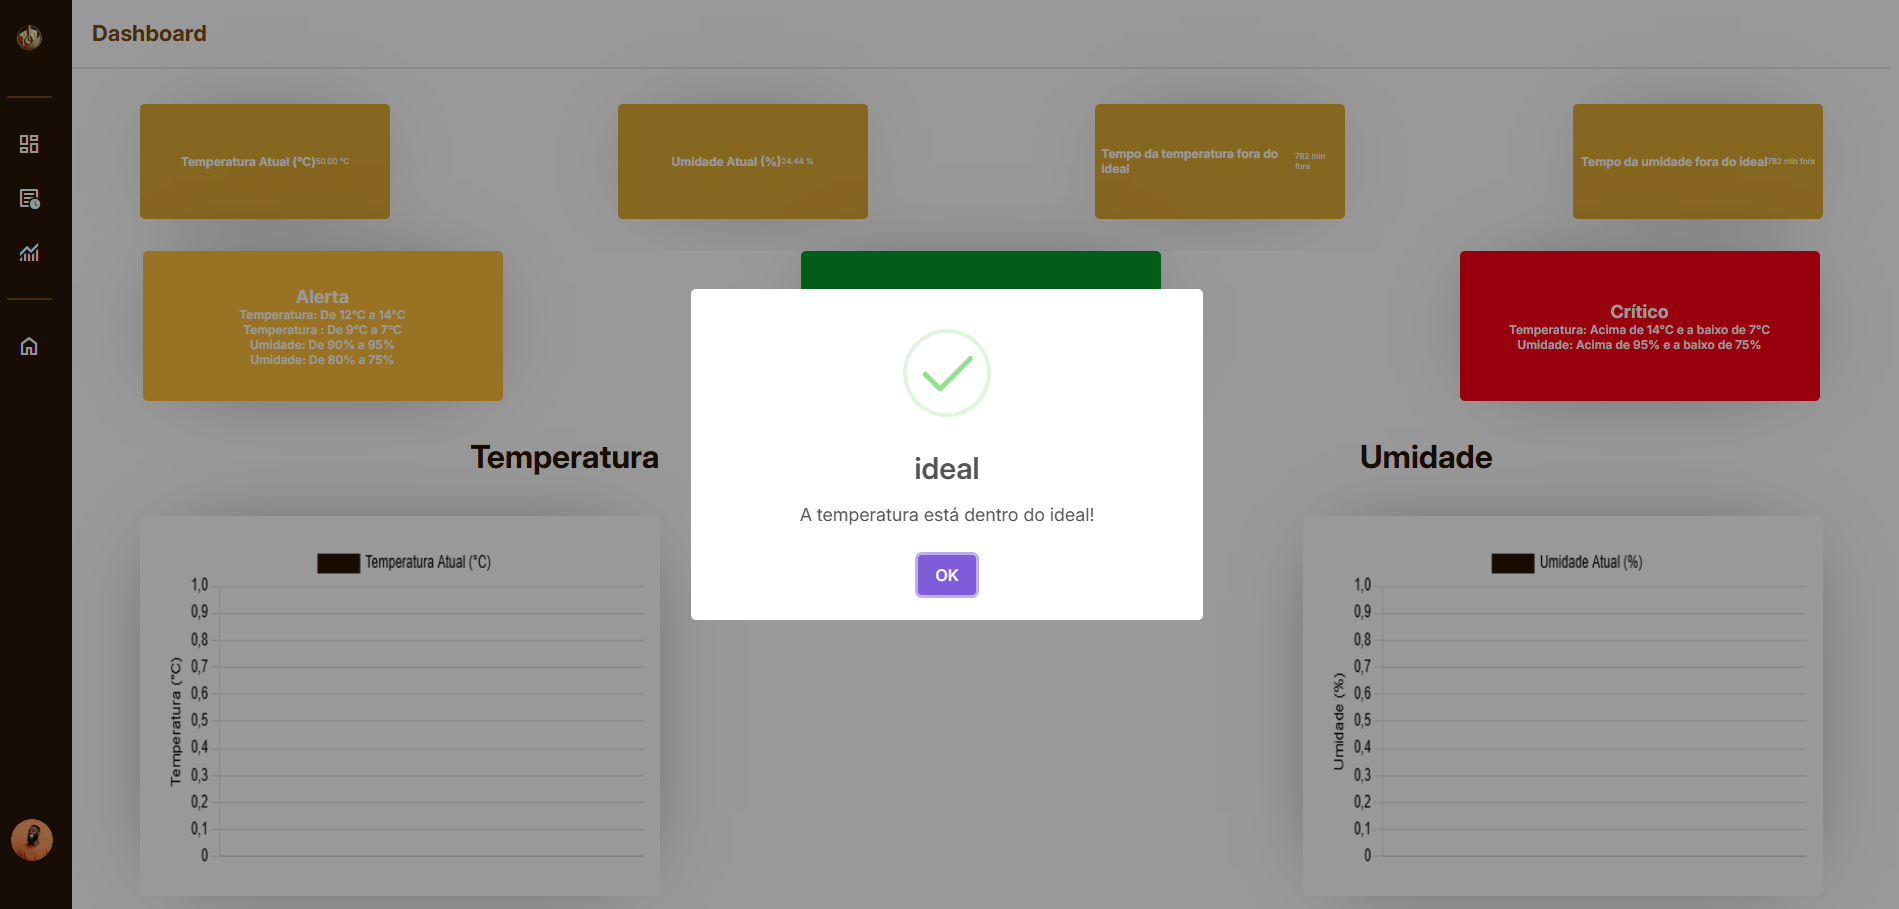 Dashboard
Temperatura Atual (°C)50.00 °C
Umidade Atual (%)24.44 %
Tempo da temperatura fora do
ideal
782 min
fora
Tempo da umidade fora do ideal782 min fora
Alerta
Temperatura: De 12°C a 14°C
Temperatura : De 9°C a 7°C
Umidade: De 90% a 95%
Umidade: De 80% a 75%
Crítico
Temperatura: Acima de 14°C e a baixo de 7°C
Umidade: Acima de 95% e a baixo de 75%
ideal
A temperatura está dentro do ideal!
OK
Temperatura
Umidade
Temperatura Atual (°C)
Temperatura (°C)
1,0
0,9
0,8
0,7
0,6
0,5
0,4
0,3
0,2
0,1
0
Umidade Atual (%)
Umidade (%)
1,0
0,9
0,8
0,7
0,6
0,5
0,4
0,3
0,2
0,1
0